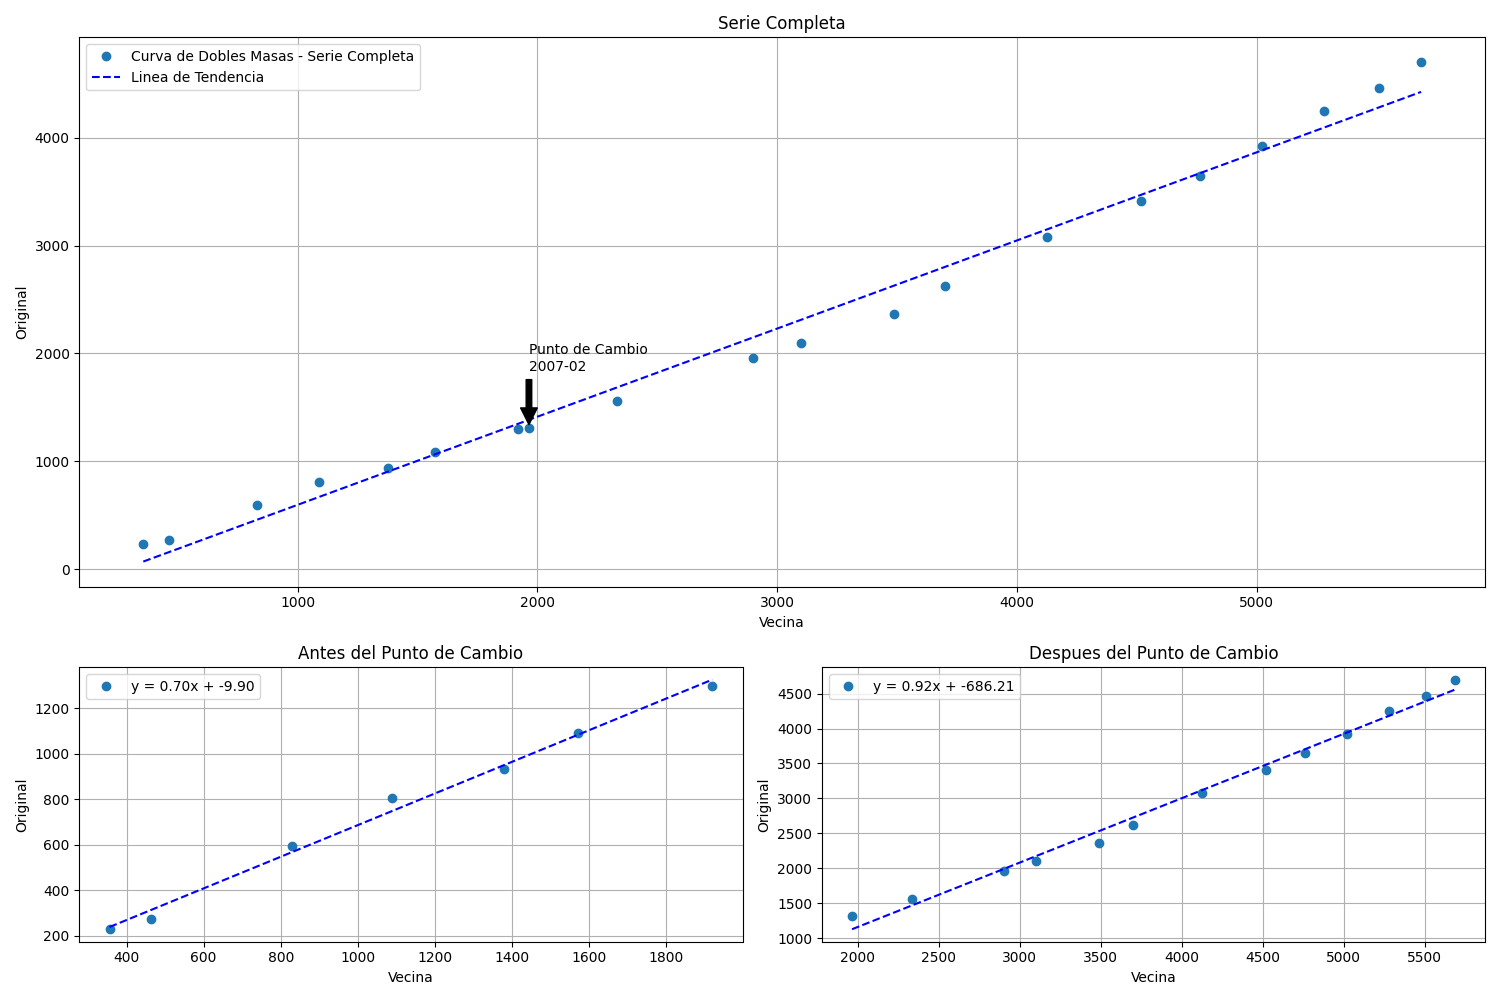 Serie Completa
Curva de Dobles Masas - Serie Completa
Linea de Tendencia
4000
3000
2000
1000
0
Original
Punto de Cambio
2007-02
1000 2000 3000 4000 5000
Vecina
Antes del Punto de Cambio
y = 0.70x + -9.90
1200
1000
800
600
400
200
Original
400 600 800 1000 1200 1400 1600 1800
Vecina
Despues del Punto de Cambio
y = 0.92x + -686.21
4500
4000
3500
3000
2500
2000
1500
1000
Original
2000 2500 3000 3500 4000 4500 5000 5500
Vecina